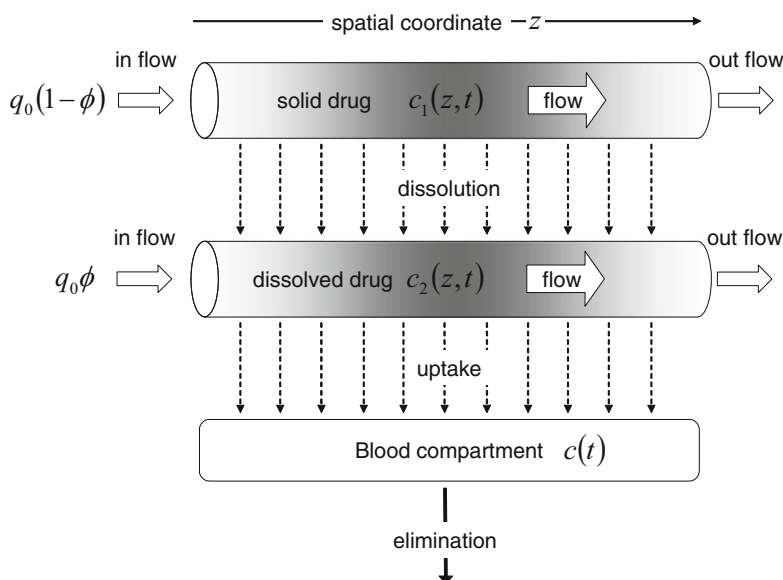 spatial coordinate - z
in flow
out flow
q₀(1-ϕ)
solid drug c₁(z,t)
flow
dissolution
in flow
out flow
q₀ϕ
dissolved drug c₂(z,t)
flow
uptake
Blood compartment c(t)
elimination